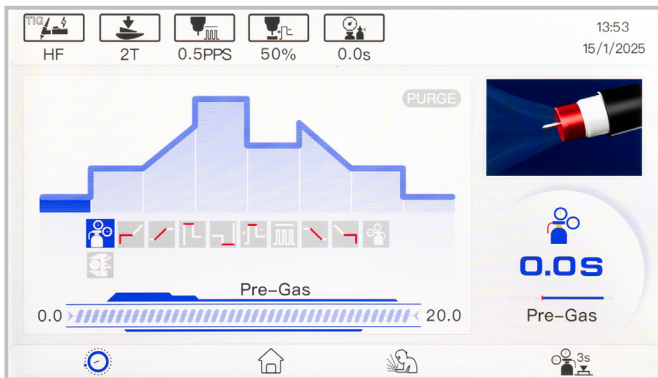 TIG
HF
2T
0.5PPS
50%
0.0s
13:53
15/1/2025
PURGE
Pre-Gas
0.0
20.0
0.0S
Pre-Gas
3s